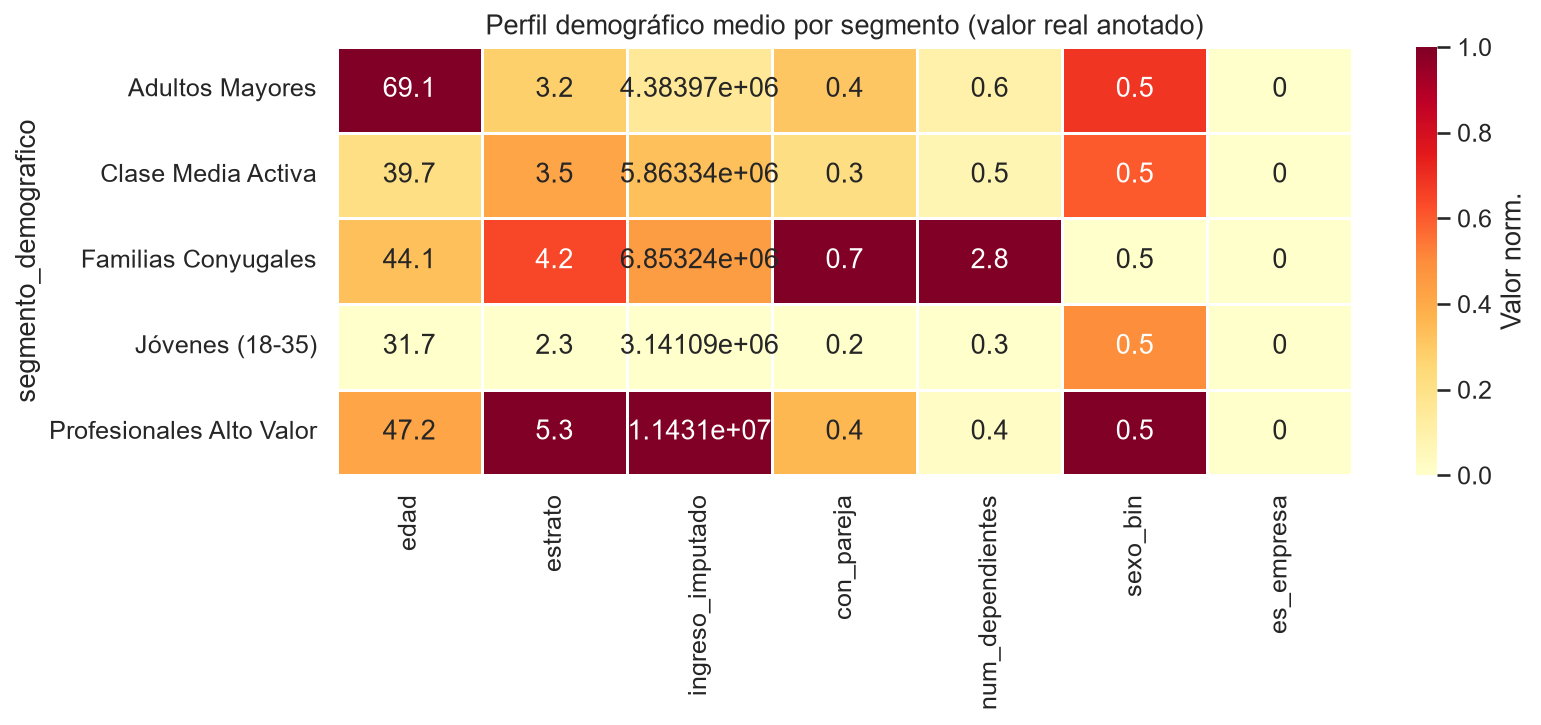 Perfil demográfico medio por segmento (valor real anotado)
segmento_demografico
Adultos Mayores 69.1 3.2 4.38397e+06 0.4 0.6 0.5 0
Clase Media Activa 39.7 3.5 5.86334e+06 0.3 0.5 0.5 0
Familias Conyugales 44.1 4.2 6.85324e+06 0.7 2.8 0.5 0
Jóvenes (18-35) 31.7 2.3 3.14109e+06 0.2 0.3 0.5 0
Profesionales Alto Valor 47.2 5.3 1.1431e+07 0.4 0.4 0.5 0
edad estrato ingreso_imputado con_pareja num_dependientes sexo_bin es_empresa
1.0
0.8
0.6
0.4
0.2
0.0
Valor norm.